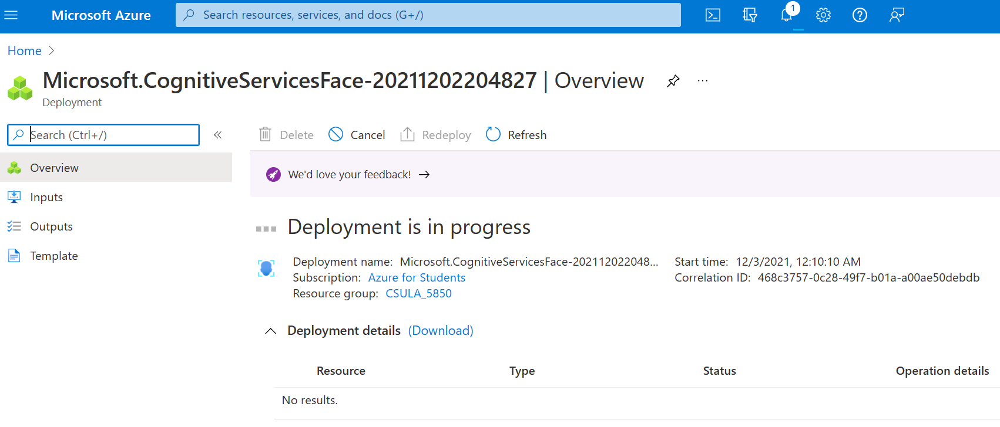 Microsoft Azure
Search resources, services, and docs (G+/)
1
Home
Microsoft.CognitiveServicesFace-20211202204827 | Overview
Deployment
Search (Ctrl+/)
Delete
Cancel
Redeploy
Refresh
Overview
Inputs
Outputs
Template
We'd love your feedback! →
Deployment is in progress
Deployment name: Microsoft.CognitiveServicesFace-202112022048...
Start time: 12/3/2021, 12:10:10 AM
Subscription: Azure for Students
Correlation ID: 468c3757-0c28-49f7-b01a-a00ae50debdb
Resource group: CSULA_5850
Deployment details (Download)
Resource Type Status Operation details
No results.